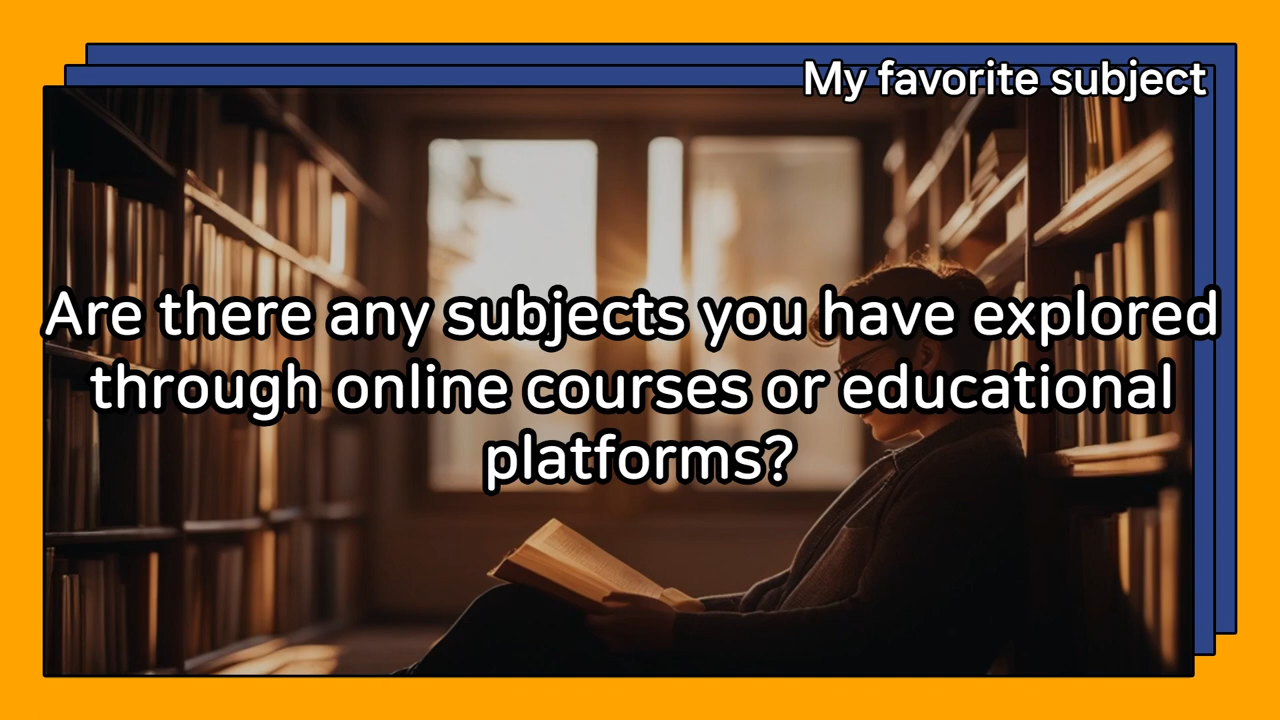 My favorite subject
Are there any subjects you have explored
through online courses or educational
platforms?